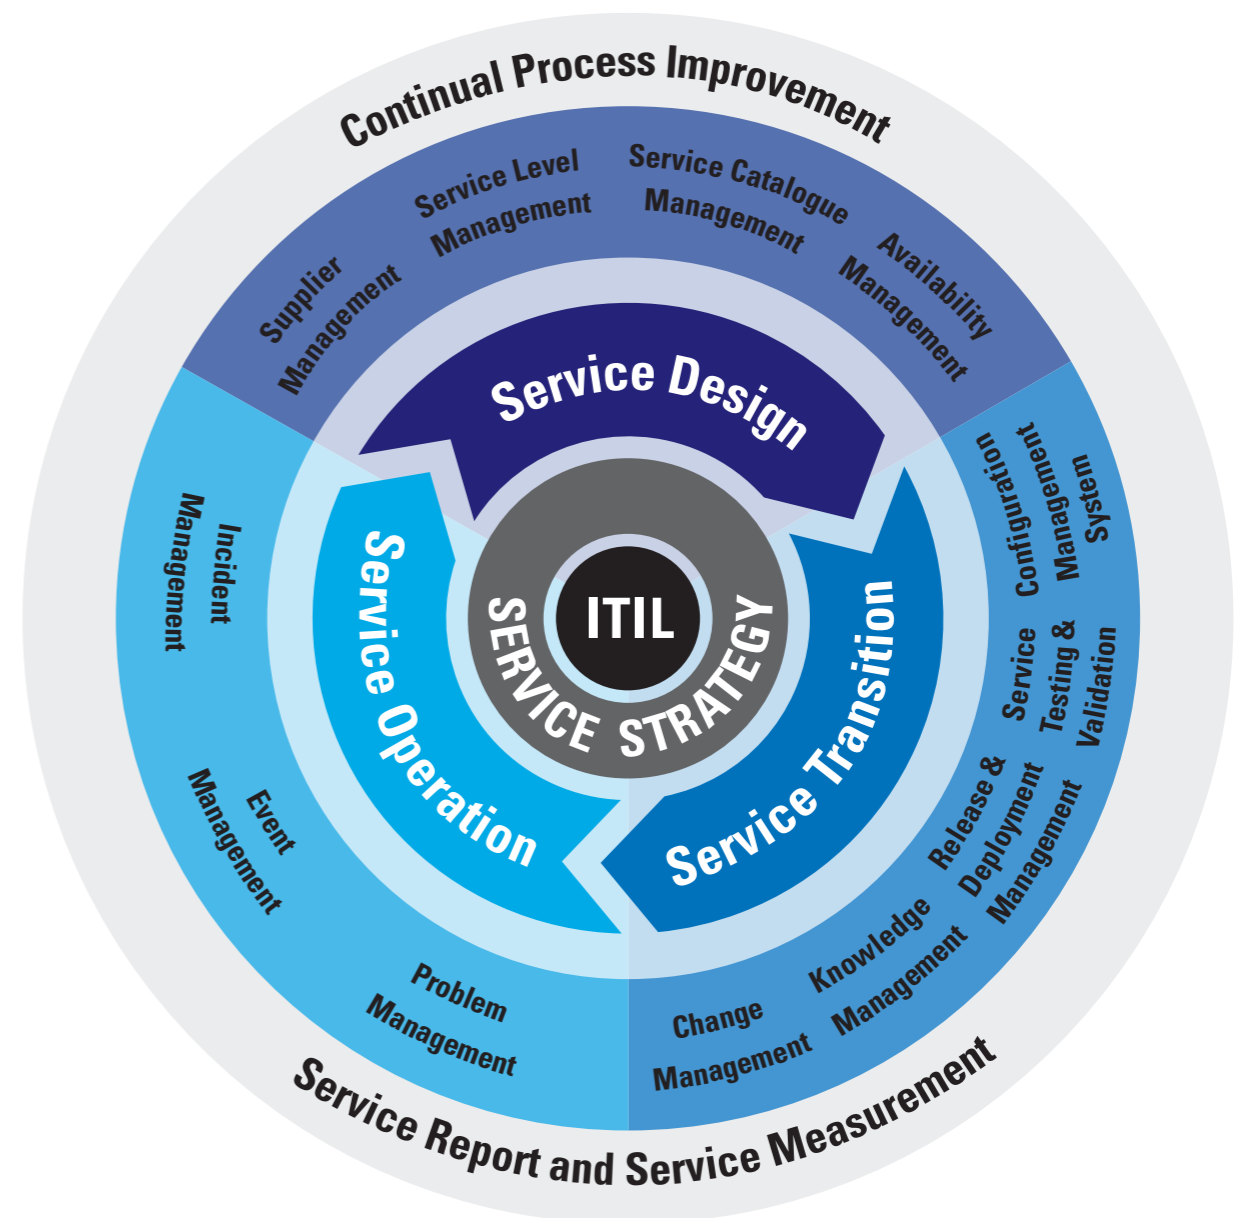 Continual Process Improvement
Supplier
Management
Service Level
Management
Service Catalogue
Management
Availability
Management
Configuration
Management
System
Service
Testing &
Validation
Release &
Deployment
Management
Knowledge
Management
Change
Management
Problem
Management
Event
Management
Incident
Management
Service Design
Service Transition
Service Operation
SERVICE STRATEGY
ITIL
Service Report and Service Measurement